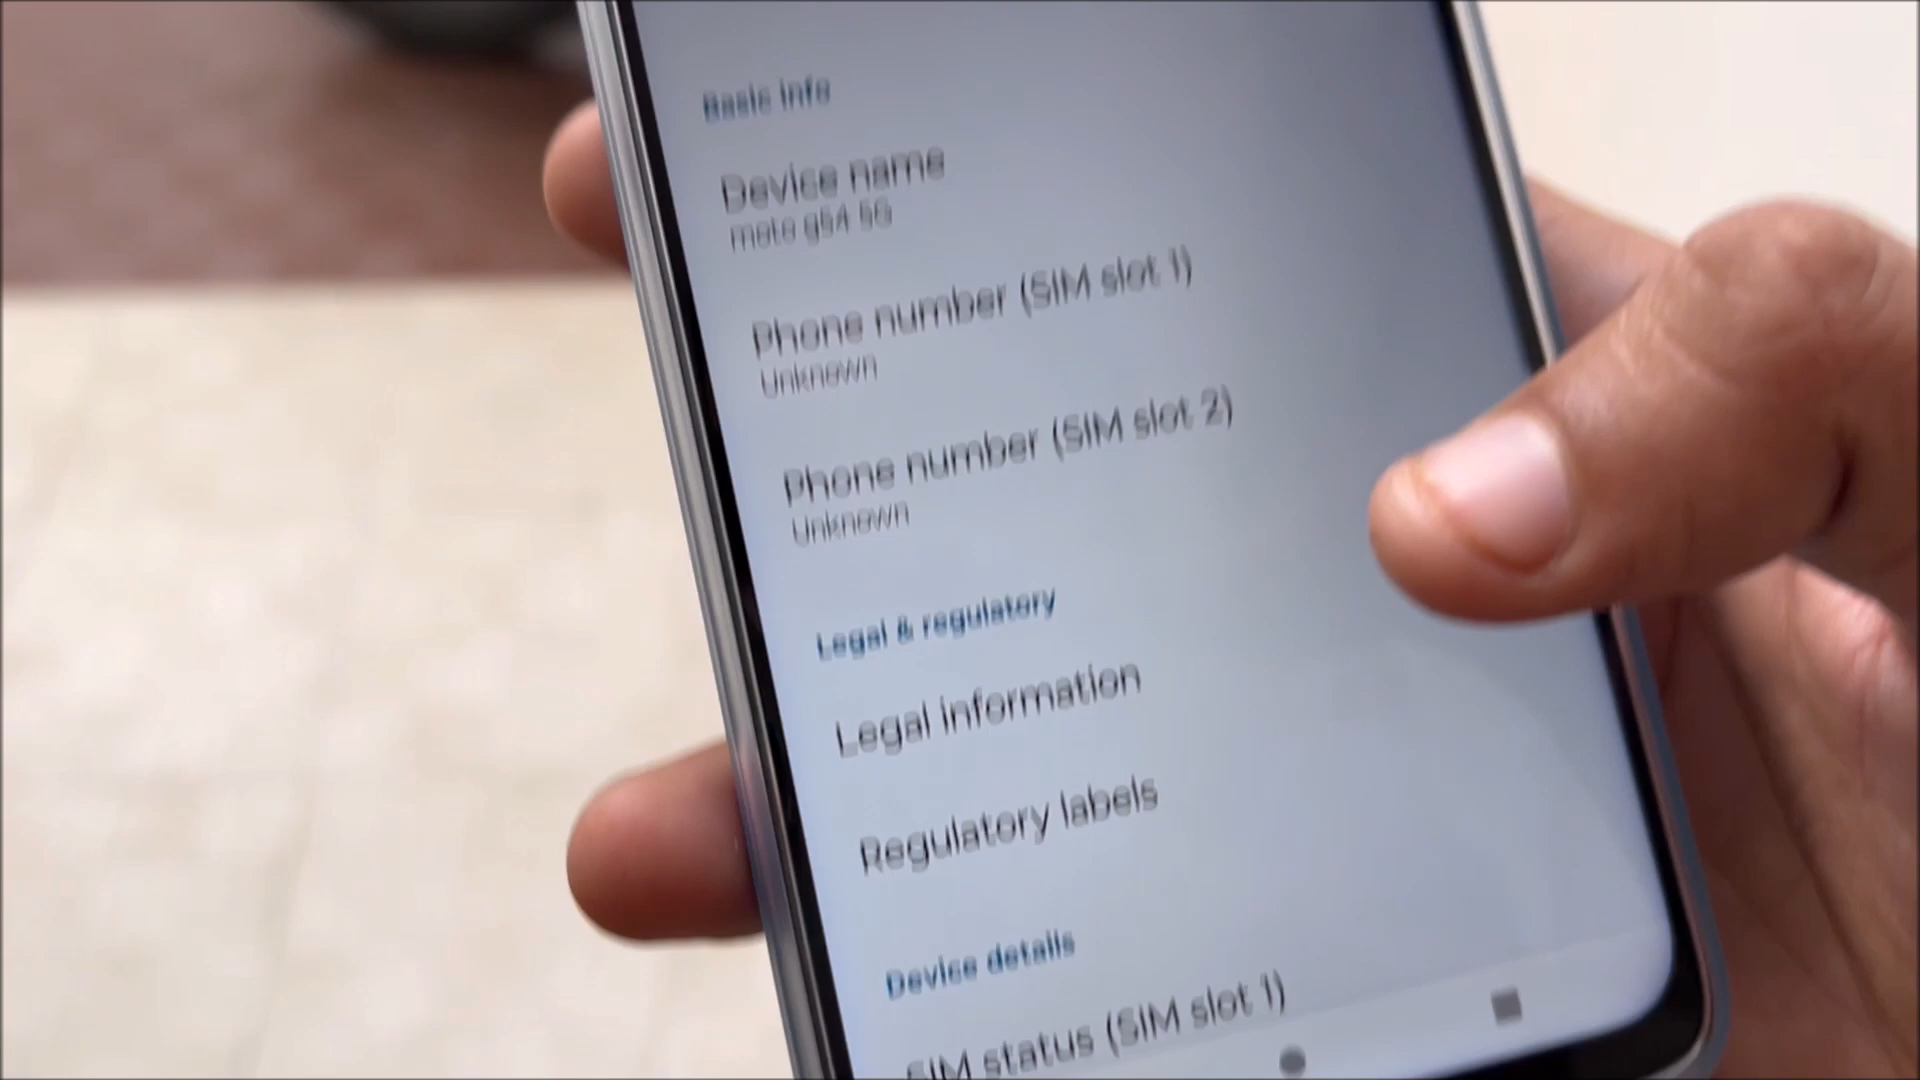 Basic info
Device name
moto g54 5G
Phone number (SIM slot 1)
Unknown
Phone number (SIM slot 2)
Unknown
Legal & regulatory
Legal information
Regulatory labels
Device details
SIM status (SIM slot 1)